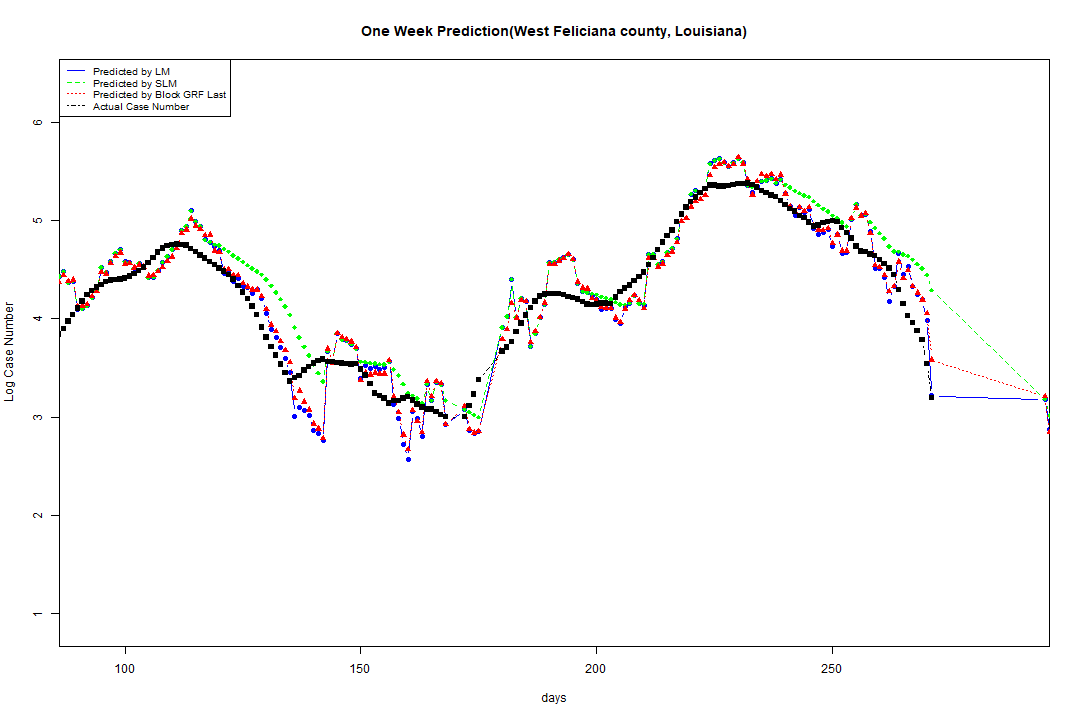 One Week Prediction(West Feliciana county, Louisiana)
Predicted by LM
Predicted by SLM
Predicted by Block GRF Last
Actual Case Number
6
5
4
3
2
1
Log Case Number
100
150
200
250
days